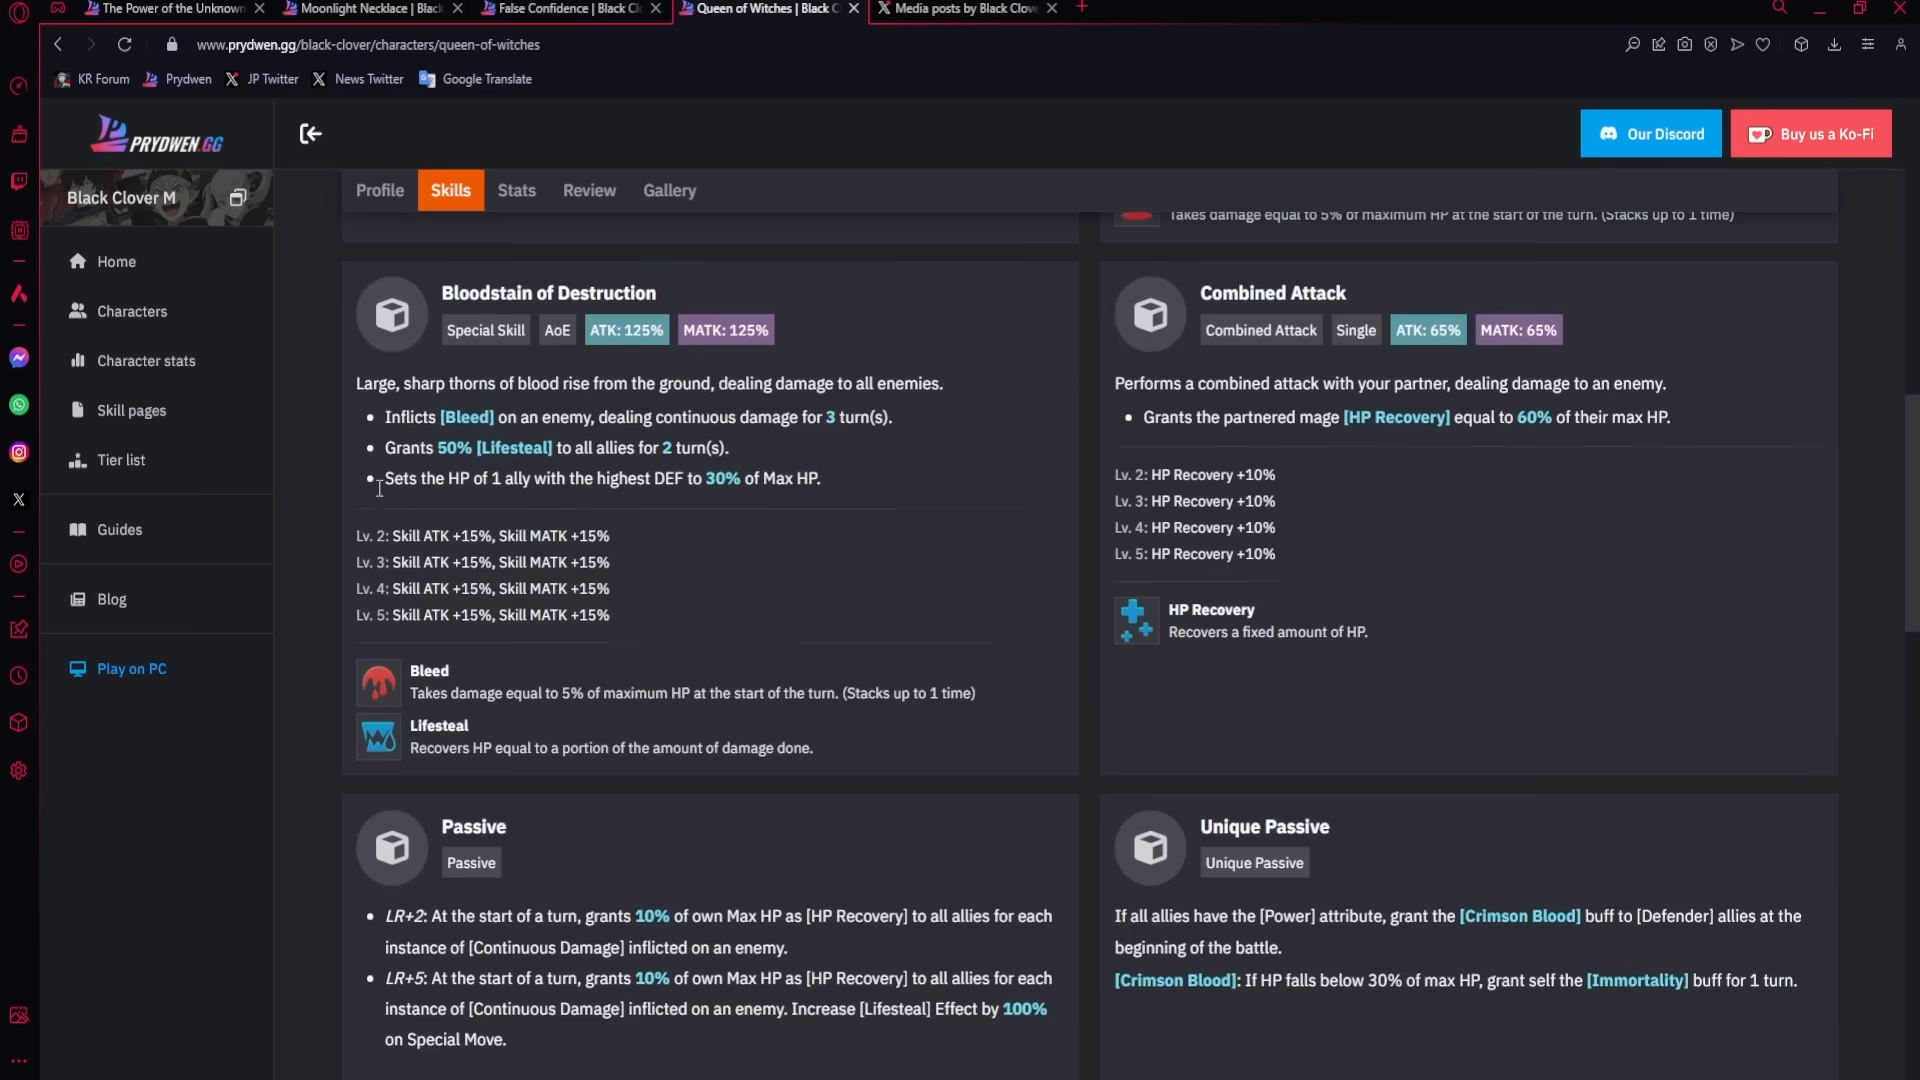 The Power of the Unknown
Moonlight Necklace | Black
False Confidence | Black Cl
Queen of Witches | Black C
Media posts by Black Clove
www.prydwen.gg/black-clover/characters/queen-of-witches
KR Forum
Prydwen
JP Twitter
News Twitter
Google Translate
PRYDWEN.GG
Our Discord
Buy us a Ko-Fi
Black Clover M
Home
Characters
Character stats
Skill pages
Tier list
Guides
Blog
Play on PC
Profile
Skills
Stats
Review
Gallery
Takes damage equal to 5% of maximum HP at the start of the turn. (Stacks up to 1 time)
Bloodstain of Destruction
Special Skill
AoE
ATK: 125%
MATK: 125%
Large, sharp thorns of blood rise from the ground, dealing damage to all enemies.
• Inflicts [Bleed] on an enemy, dealing continuous damage for 3 turn(s).
• Grants 50% [Lifesteal] to all allies for 2 turn(s).
• Sets the HP of 1 ally with the highest DEF to 30% of Max HP.
Lv. 2: Skill ATK +15%, Skill MATK +15%
Lv. 3: Skill ATK +15%, Skill MATK +15%
Lv. 4: Skill ATK +15%, Skill MATK +15%
Lv. 5: Skill ATK +15%, Skill MATK +15%
Bleed
Takes damage equal to 5% of maximum HP at the start of the turn. (Stacks up to 1 time)
Lifesteal
Recovers HP equal to a portion of the amount of damage done.
Combined Attack
Combined Attack
Single
ATK: 65%
MATK: 65%
Performs a combined attack with your partner, dealing damage to an enemy.
• Grants the partnered mage [HP Recovery] equal to 60% of their max HP.
Lv. 2: HP Recovery +10%
Lv. 3: HP Recovery +10%
Lv. 4: HP Recovery +10%
Lv. 5: HP Recovery +10%
HP Recovery
Recovers a fixed amount of HP.
Passive
Passive
• LR+2: At the start of a turn, grants 10% of own Max HP as [HP Recovery] to all allies for each
instance of [Continuous Damage] inflicted on an enemy.
• LR+5: At the start of a turn, grants 10% of own Max HP as [HP Recovery] to all allies for each
instance of [Continuous Damage] inflicted on an enemy. Increase [Lifesteal] Effect by 100%
on Special Move.
Unique Passive
Unique Passive
If all allies have the [Power] attribute, grant the [Crimson Blood] buff to [Defender] allies at the
beginning of the battle.
[Crimson Blood]: If HP falls below 30% of max HP, grant self the [Immortality] buff for 1 turn.